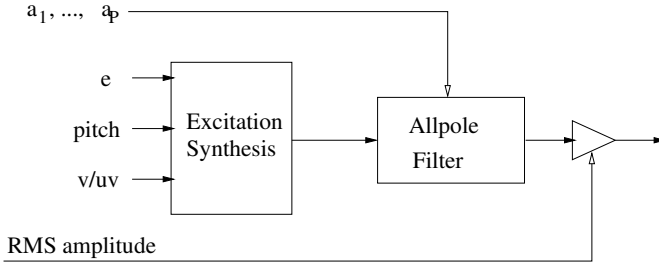 a1, ..., aP
e
pitch
v/uv
Excitation
Synthesis
Allpole
Filter
RMS amplitude